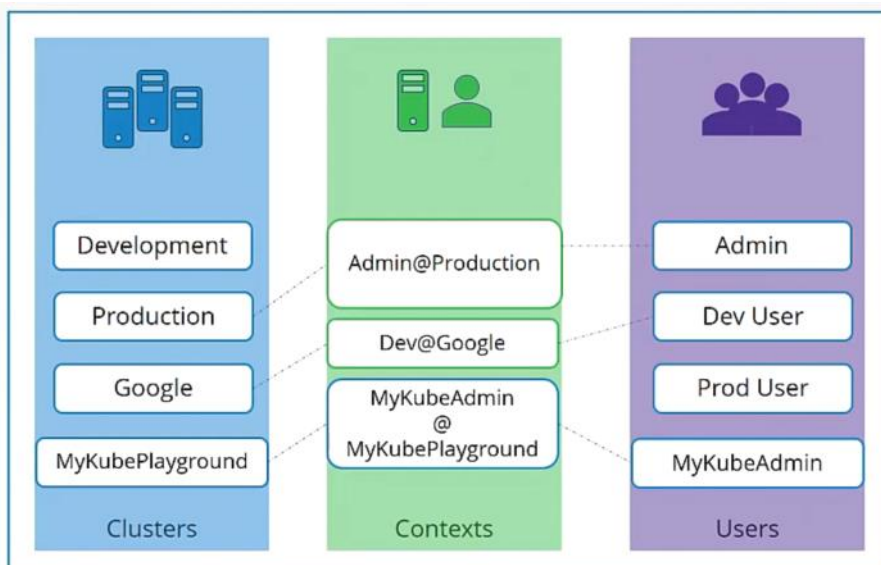 Development
Production
Google
MyKubePlayground
Clusters
Admin@Production
Dev@Google
MyKubeAdmin
@
MyKubePlayground
Contexts
Admin
Dev User
Prod User
MyKubeAdmin
Users